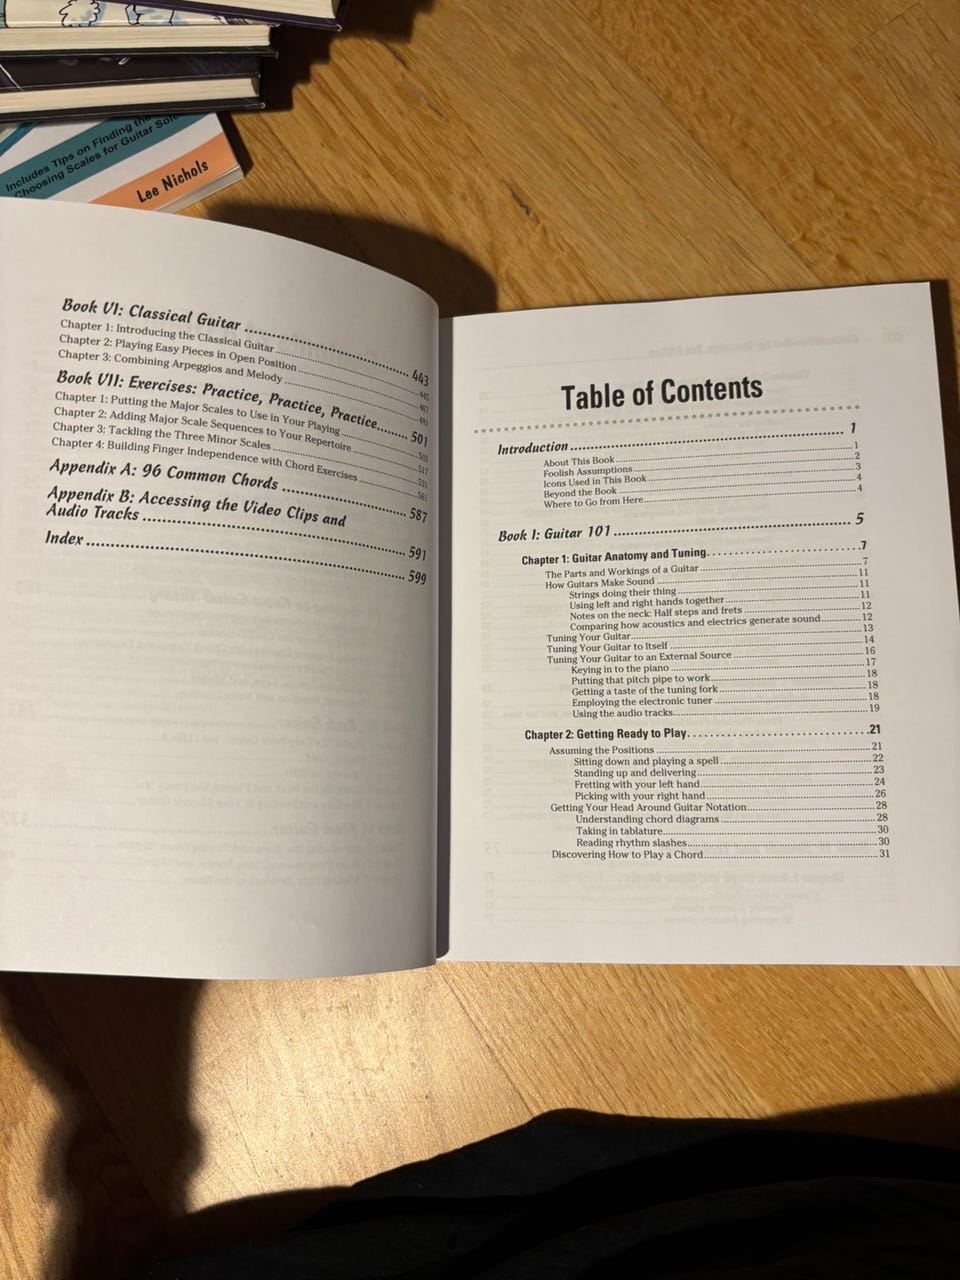 Includes Tips on Finding the
Choosing Scales for Guitar Solo
Lee Nichols
Book VI: Classical Guitar ........ 443
Chapter 1: Introducing the Classical Guitar ........ 445
Chapter 2: Playing Easy Pieces in Open Position ........ 467
Chapter 3: Combining Arpeggios and Melody ........ 481
Book VII: Exercises: Practice, Practice, Practice ........ 501
Chapter 1: Putting the Major Scales to Use in Your Playing ........ 503
Chapter 2: Adding Major Scale Sequences to Your Repertoire ........ 517
Chapter 3: Tackling the Three Minor Scales ........ 531
Chapter 4: Building Finger Independence with Chord Exercises ........ 561
Appendix A: 96 Common Chords ........ 587
Appendix B: Accessing the Video Clips and
Audio Tracks ........ 591
Index ........ 599
Table of Contents
Introduction ........ 1
About This Book ........ 1
Foolish Assumptions ........ 2
Icons Used in This Book ........ 3
Beyond the Book ........ 4
Where to Go from Here ........ 4
Book I: Guitar 101 ........ 5
Chapter 1: Guitar Anatomy and Tuning ........ 7
The Parts and Workings of a Guitar ........ 7
How Guitars Make Sound ........ 11
Strings doing their thing ........ 11
Using left and right hands together ........ 11
Notes on the neck: Half steps and frets ........ 12
Comparing how acoustics and electrics generate sound ........ 12
Tuning Your Guitar ........ 13
Tuning Your Guitar to Itself ........ 14
Tuning Your Guitar to an External Source ........ 16
Keying in to the piano ........ 17
Putting that pitch pipe to work ........ 18
Getting a taste of the tuning fork ........ 18
Employing the electronic tuner ........ 18
Using the audio tracks ........ 19
Chapter 2: Getting Ready to Play ........ 21
Assuming the Positions ........ 21
Sitting down and playing a spell ........ 22
Standing up and delivering ........ 23
Fretting with your left hand ........ 24
Picking with your right hand ........ 26
Getting Your Head Around Guitar Notation ........ 28
Understanding chord diagrams ........ 28
Taking in tablature ........ 30
Reading rhythm slashes ........ 30
Discovering How to Play a Chord ........ 31